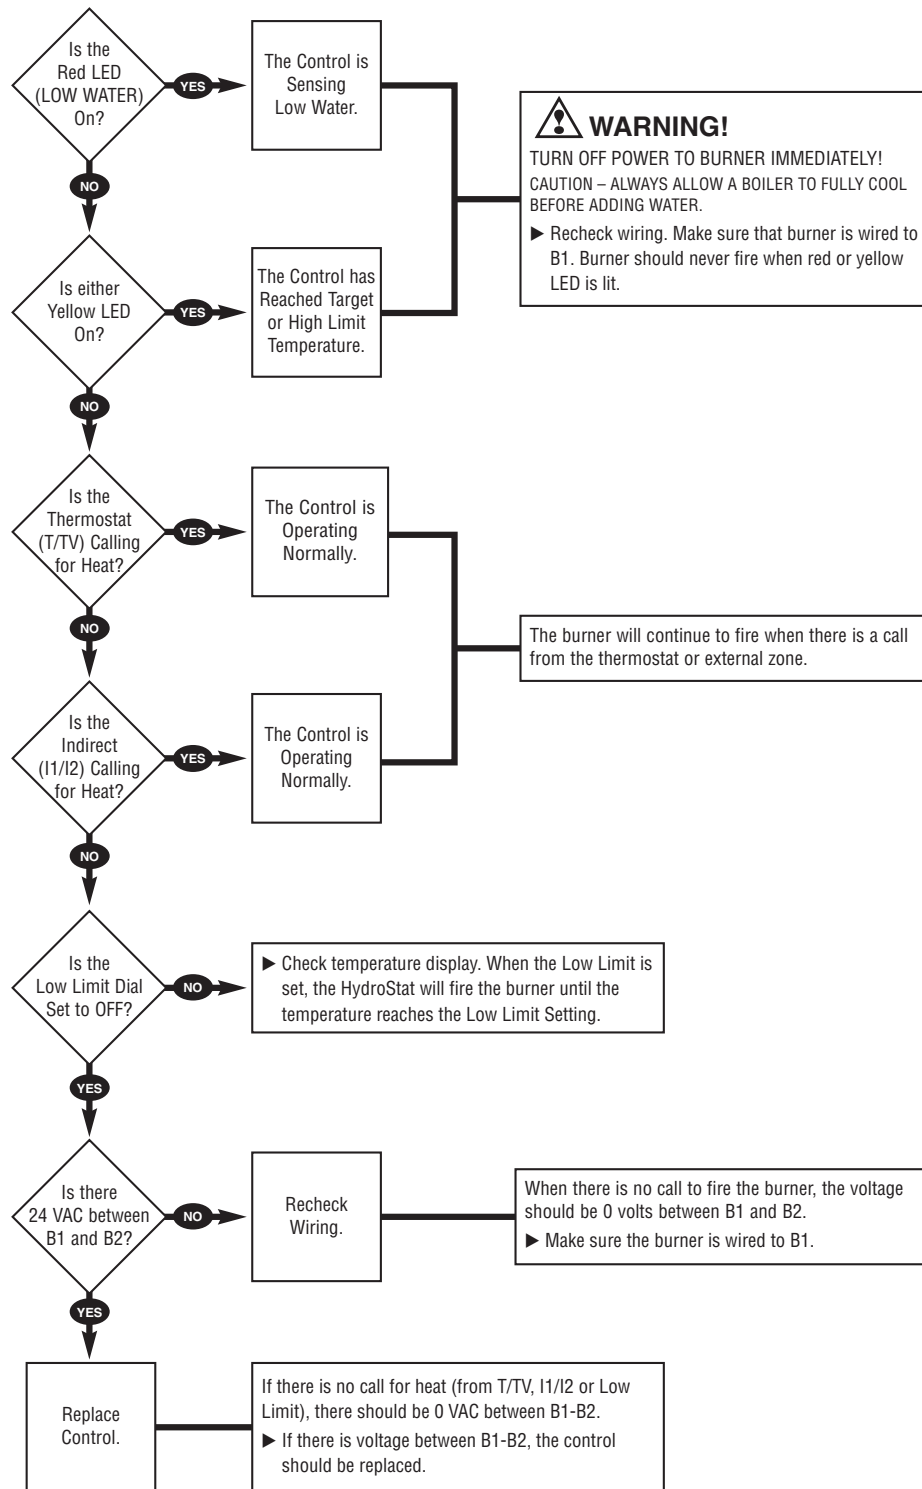 Is the
Red LED
(LOW WATER)
On?
YES
The Control is
Sensing
Low Water.
WARNING!
TURN OFF POWER TO BURNER IMMEDIATELY!
CAUTION – ALWAYS ALLOW A BOILER TO FULLY COOL
BEFORE ADDING WATER.
▶ Recheck wiring. Make sure that burner is wired to
B1. Burner should never fire when red or yellow
LED is lit.
NO
Is either
Yellow LED
On?
YES
The Control has
Reached Target
or High Limit
Temperature.
NO
Is the
Thermostat
(T/TV) Calling
for Heat?
YES
The Control is
Operating
Normally.
The burner will continue to fire when there is a call
from the thermostat or external zone.
NO
Is the
Indirect
(I1/I2) Calling
for Heat?
YES
The Control is
Operating
Normally.
NO
Is the
Low Limit Dial
Set to OFF?
NO
▶ Check temperature display. When the Low Limit is
set, the HydroStat will fire the burner until the
temperature reaches the Low Limit Setting.
YES
Is there
24 VAC between
B1 and B2?
NO
Recheck
Wiring.
When there is no call to fire the burner, the voltage
should be 0 volts between B1 and B2.
▶ Make sure the burner is wired to B1.
YES
Replace
Control.
If there is no call for heat (from T/TV, I1/I2 or Low
Limit), there should be 0 VAC between B1-B2.
▶ If there is voltage between B1-B2, the control
should be replaced.